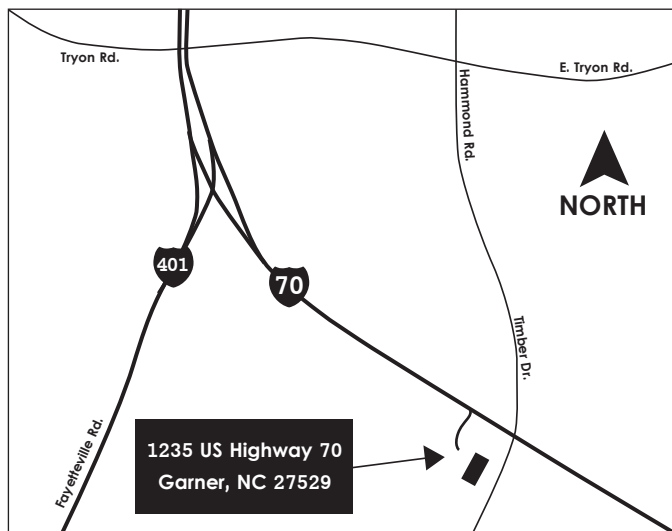 Tryon Rd.
E. Tryon Rd.
Hammond Rd.
NORTH
401
70
Timber Dr.
Fayetteville Rd.
1235 US Highway 70
Garner, NC 27529